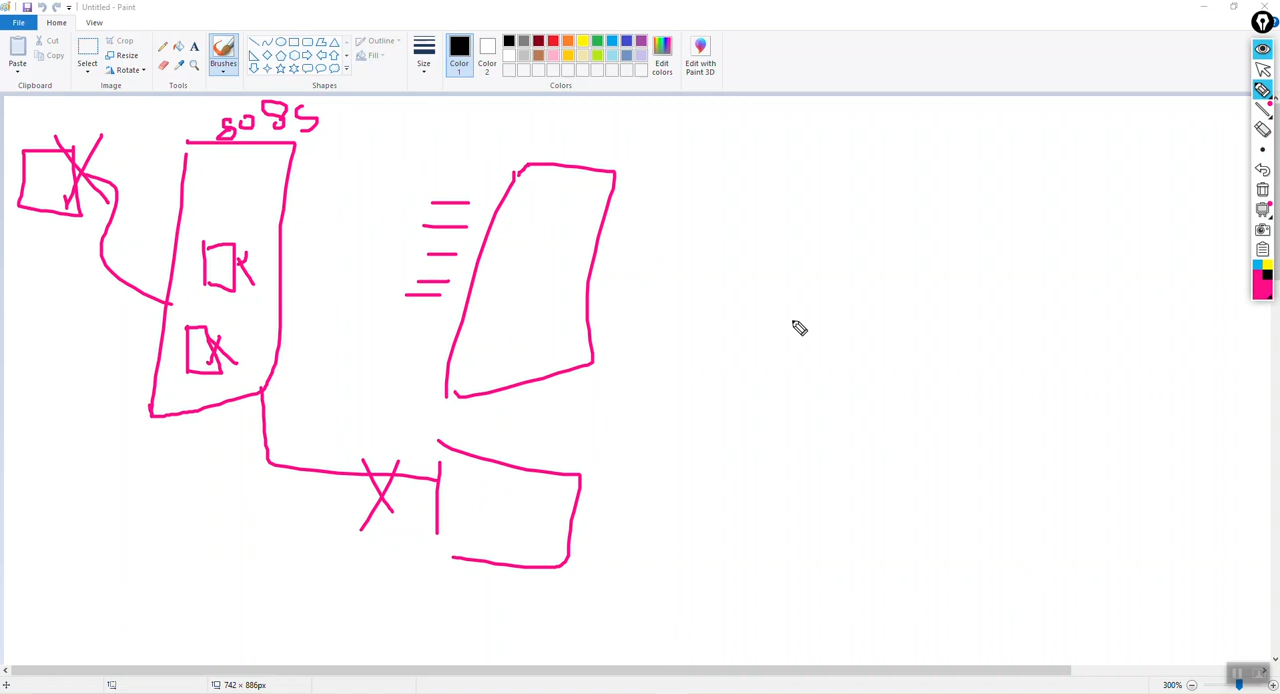 Untitled - Paint
File Home View
Paste
Cut
Copy
Clipboard
Select
Crop
Resize
Rotate
Image
A
Tools
Brushes
Outline
Fill
Shapes
Size
Color 1
Color 2
Edit colors
Edit with Paint 3D
Colors
8085
742 × 886px
300%